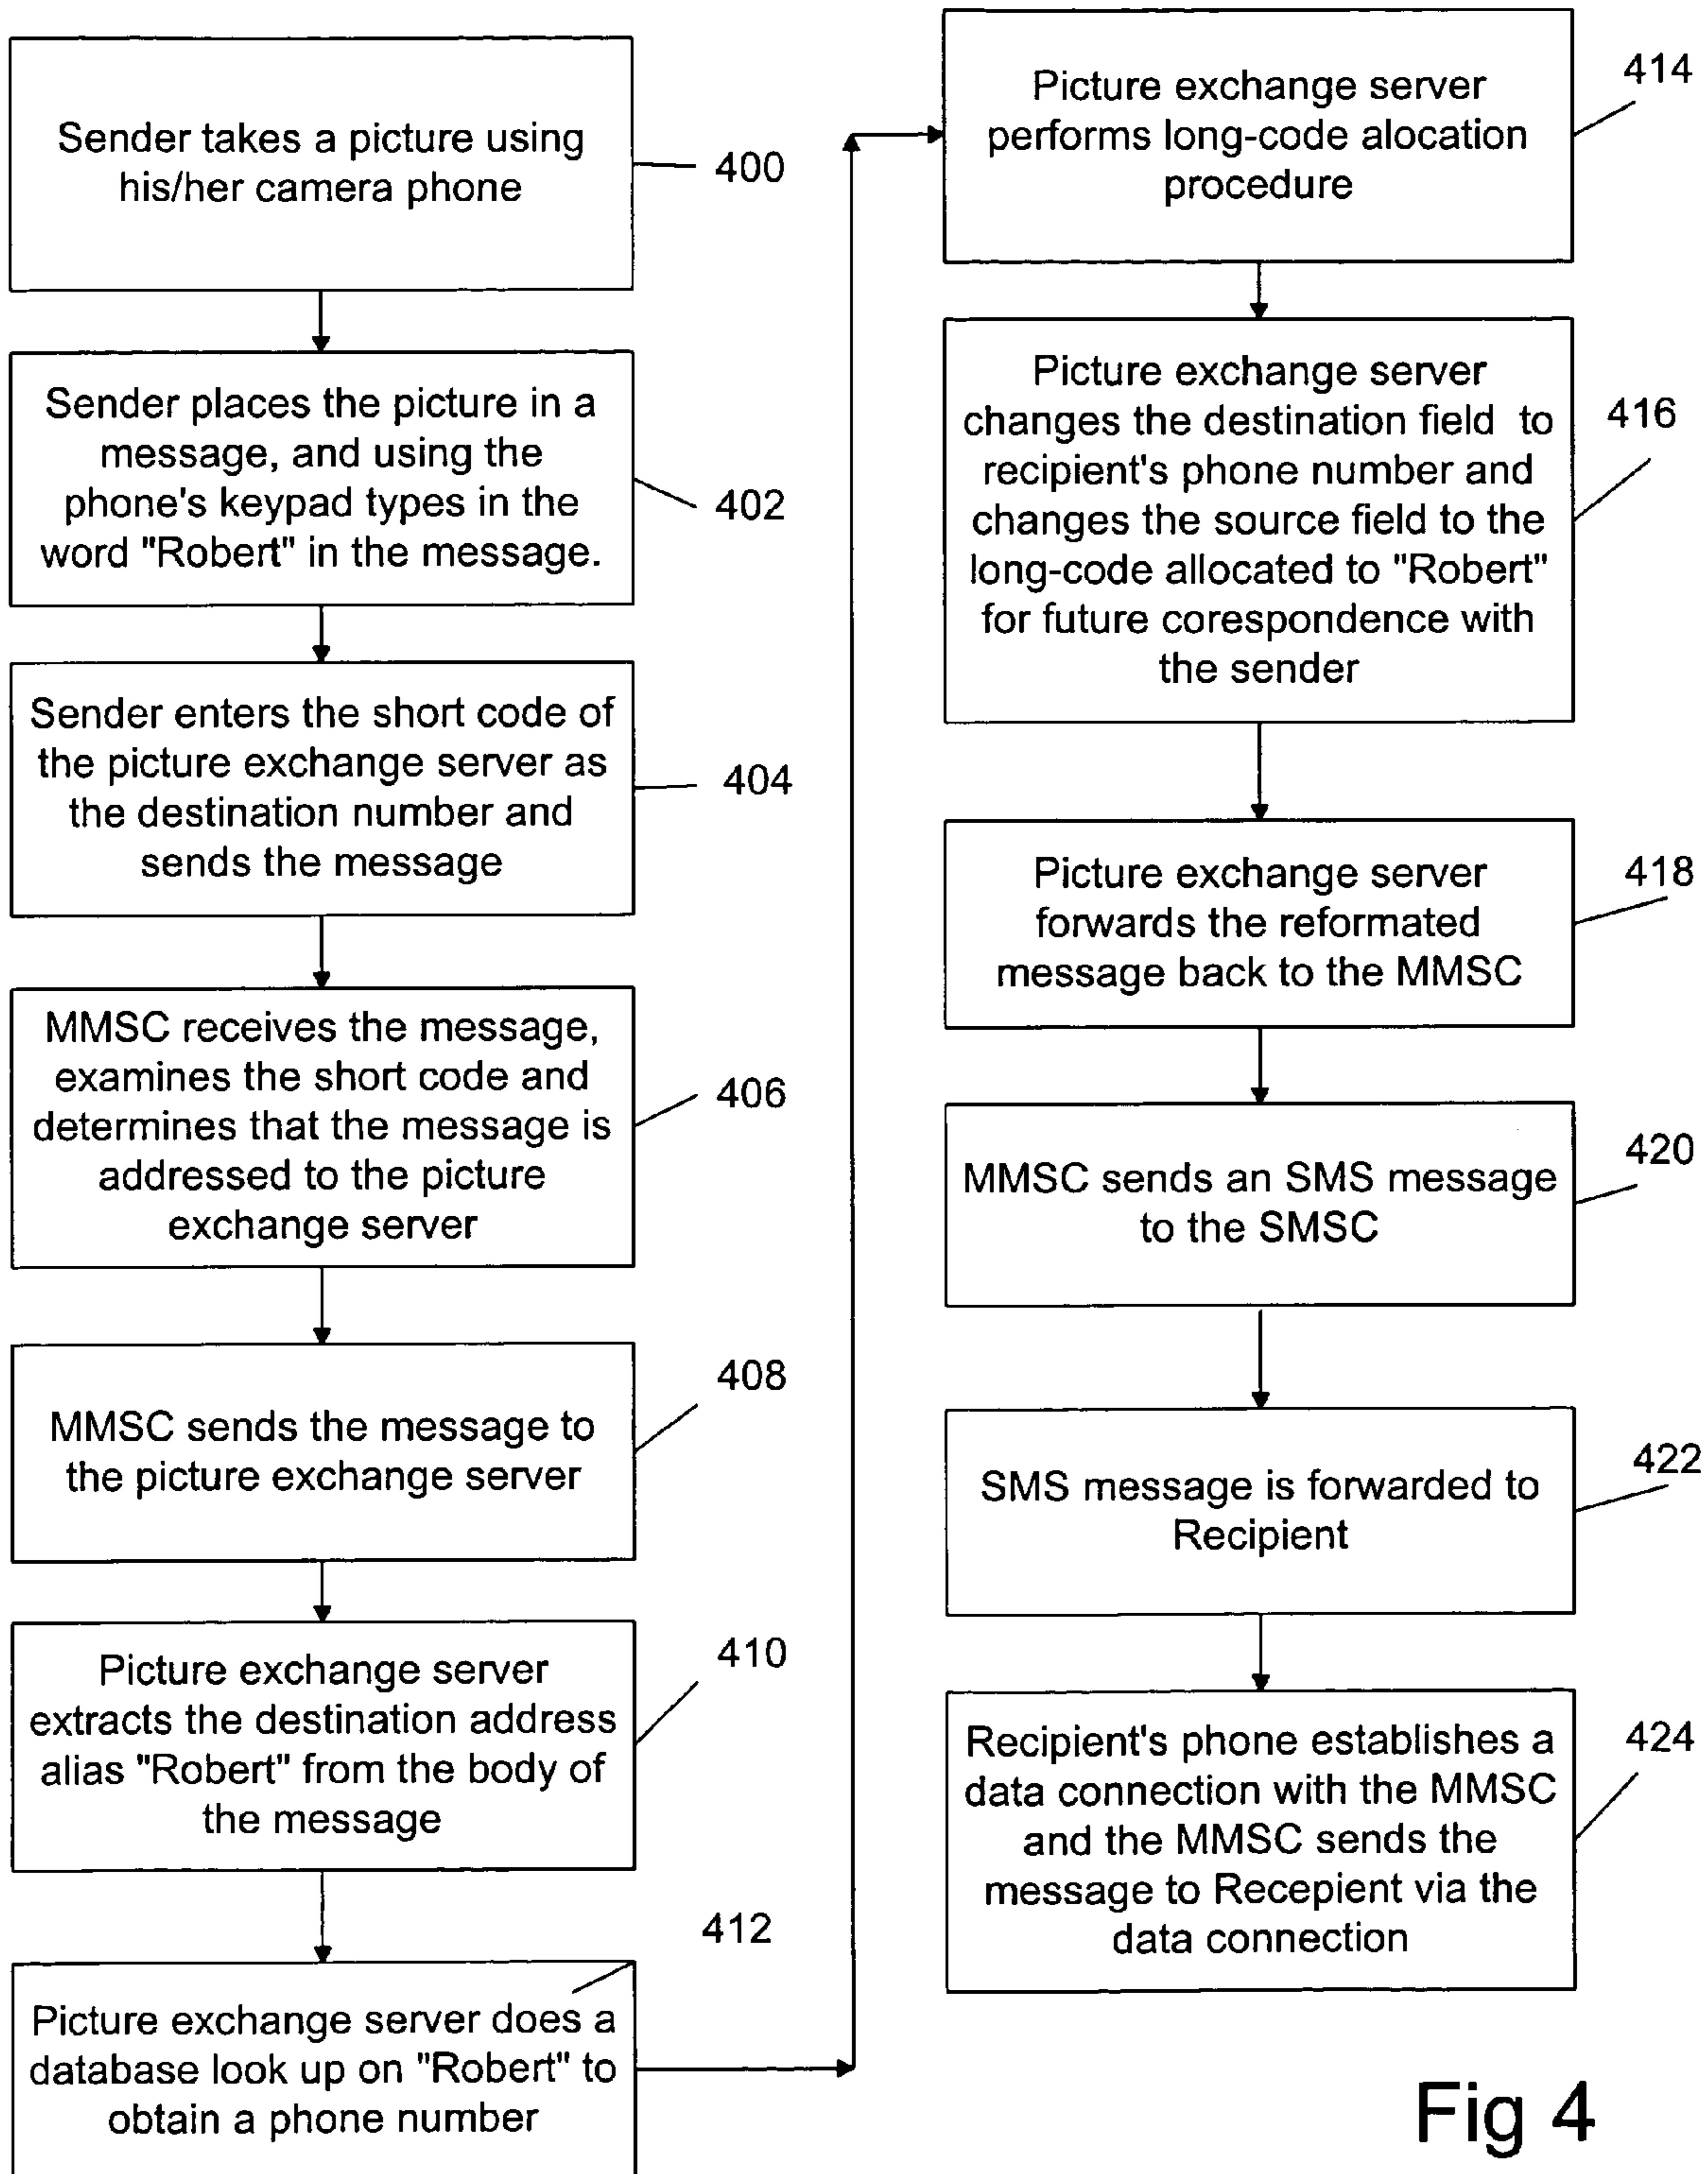 Sender takes a picture using
his/her camera phone
400
Sender places the picture in a
message, and using the
phone's keypad types in the
word "Robert" in the message.
402
Sender enters the short code of
the picture exchange server as
the destination number and
sends the message
404
MMSC receives the message,
examines the short code and
determines that the message is
addressed to the picture
exchange server
406
MMSC sends the message to
the picture exchange server
408
Picture exchange server
extracts the destination address
alias "Robert" from the body of
the message
410
Picture exchange server does a
database look up on "Robert" to
obtain a phone number
412
Picture exchange server
performs long-code alocation
procedure
414
Picture exchange server
changes the destination field to
recipient's phone number and
changes the source field to the
long-code allocated to "Robert"
for future corespondence with
the sender
416
Picture exchange server
forwards the reformated
message back to the MMSC
418
MMSC sends an SMS message
to the SMSC
420
SMS message is forwarded to
Recipient
422
Recipient's phone establishes a
data connection with the MMSC
and the MMSC sends the
message to Recepient via the
data connection
424
Fig 4